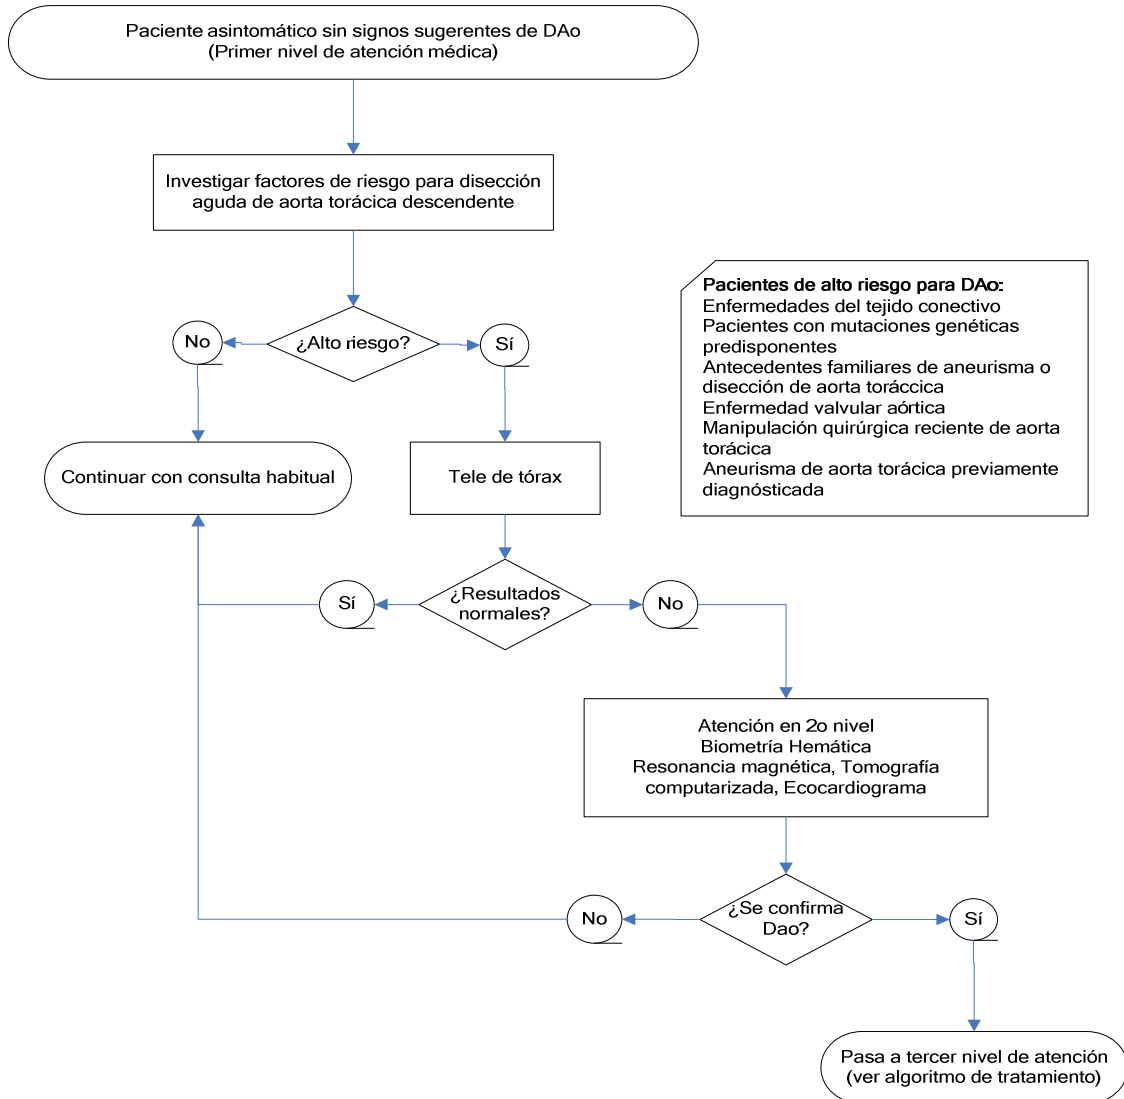 Paciente asintomático sin signos sugerentes de DAo
(Primer nivel de atención médica)
Investigar factores de riesgo para disección
aguda de aorta torácica descendente
¿Alto riesgo?
No
Sí
Pacientes de alto riesgo para DAo:
Enfermedades del tejido conectivo
Pacientes con mutaciones genéticas
predisponentes
Antecedentes familiares de aneurisma o
disección de aorta toráccica
Enfermedad valvular aórtica
Manipulación quirúrgica reciente de aorta
torácica
Aneurisma de aorta torácica previamente
diagnósticada
Continuar con consulta habitual
Tele de tórax
¿Resultados
normales?
Sí
No
Atención en 2o nivel
Biometría Hemática
Resonancia magnética, Tomografía
computarizada, Ecocardiograma
¿Se confirma
Dao?
No
Sí
Pasa a tercer nivel de atención
(ver algoritmo de tratamiento)